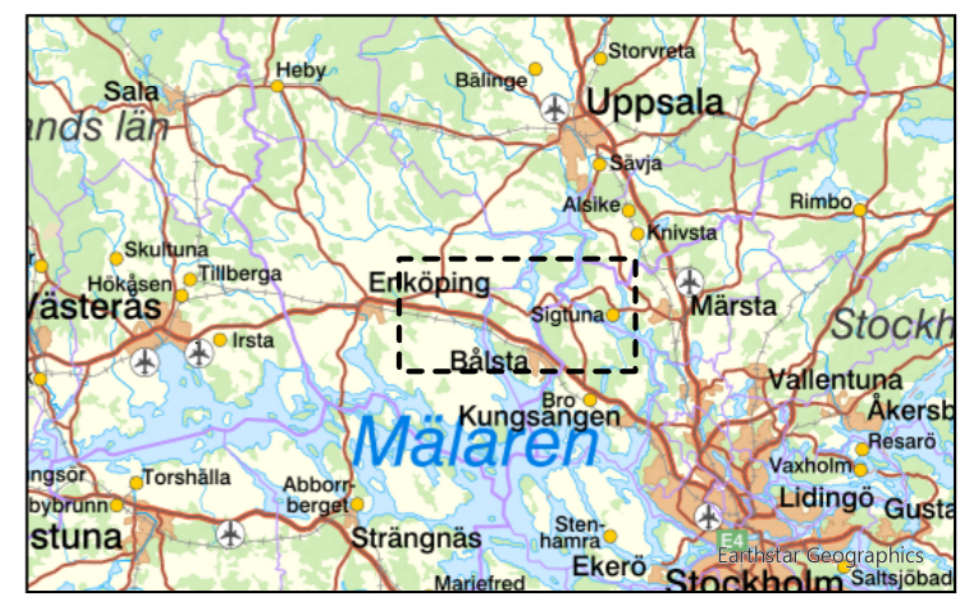 Storvreta
Heby
Bälinge
Sala
Uppsala
ands län
Sävja
Alsike
Rimbo
Knivsta
Skultuna
r
Tillberga
Hökåsen
Enköping
Västerås
Märsta
Sigtuna
Stockh
Irsta
Bålsta
k
Vallentuna
Bro
Åkersb
Kungsängen
Mälaren
Resarö
Vaxholm
ungsör
Torshälla
Abborr-
berget
Lidingö
Gusta
bybrunn
Sten-
hamra
stuna
Strängnäs
E4
Earthstar Geographics
Ekerö
Stockholm
Saltsjöbad
Mariefred